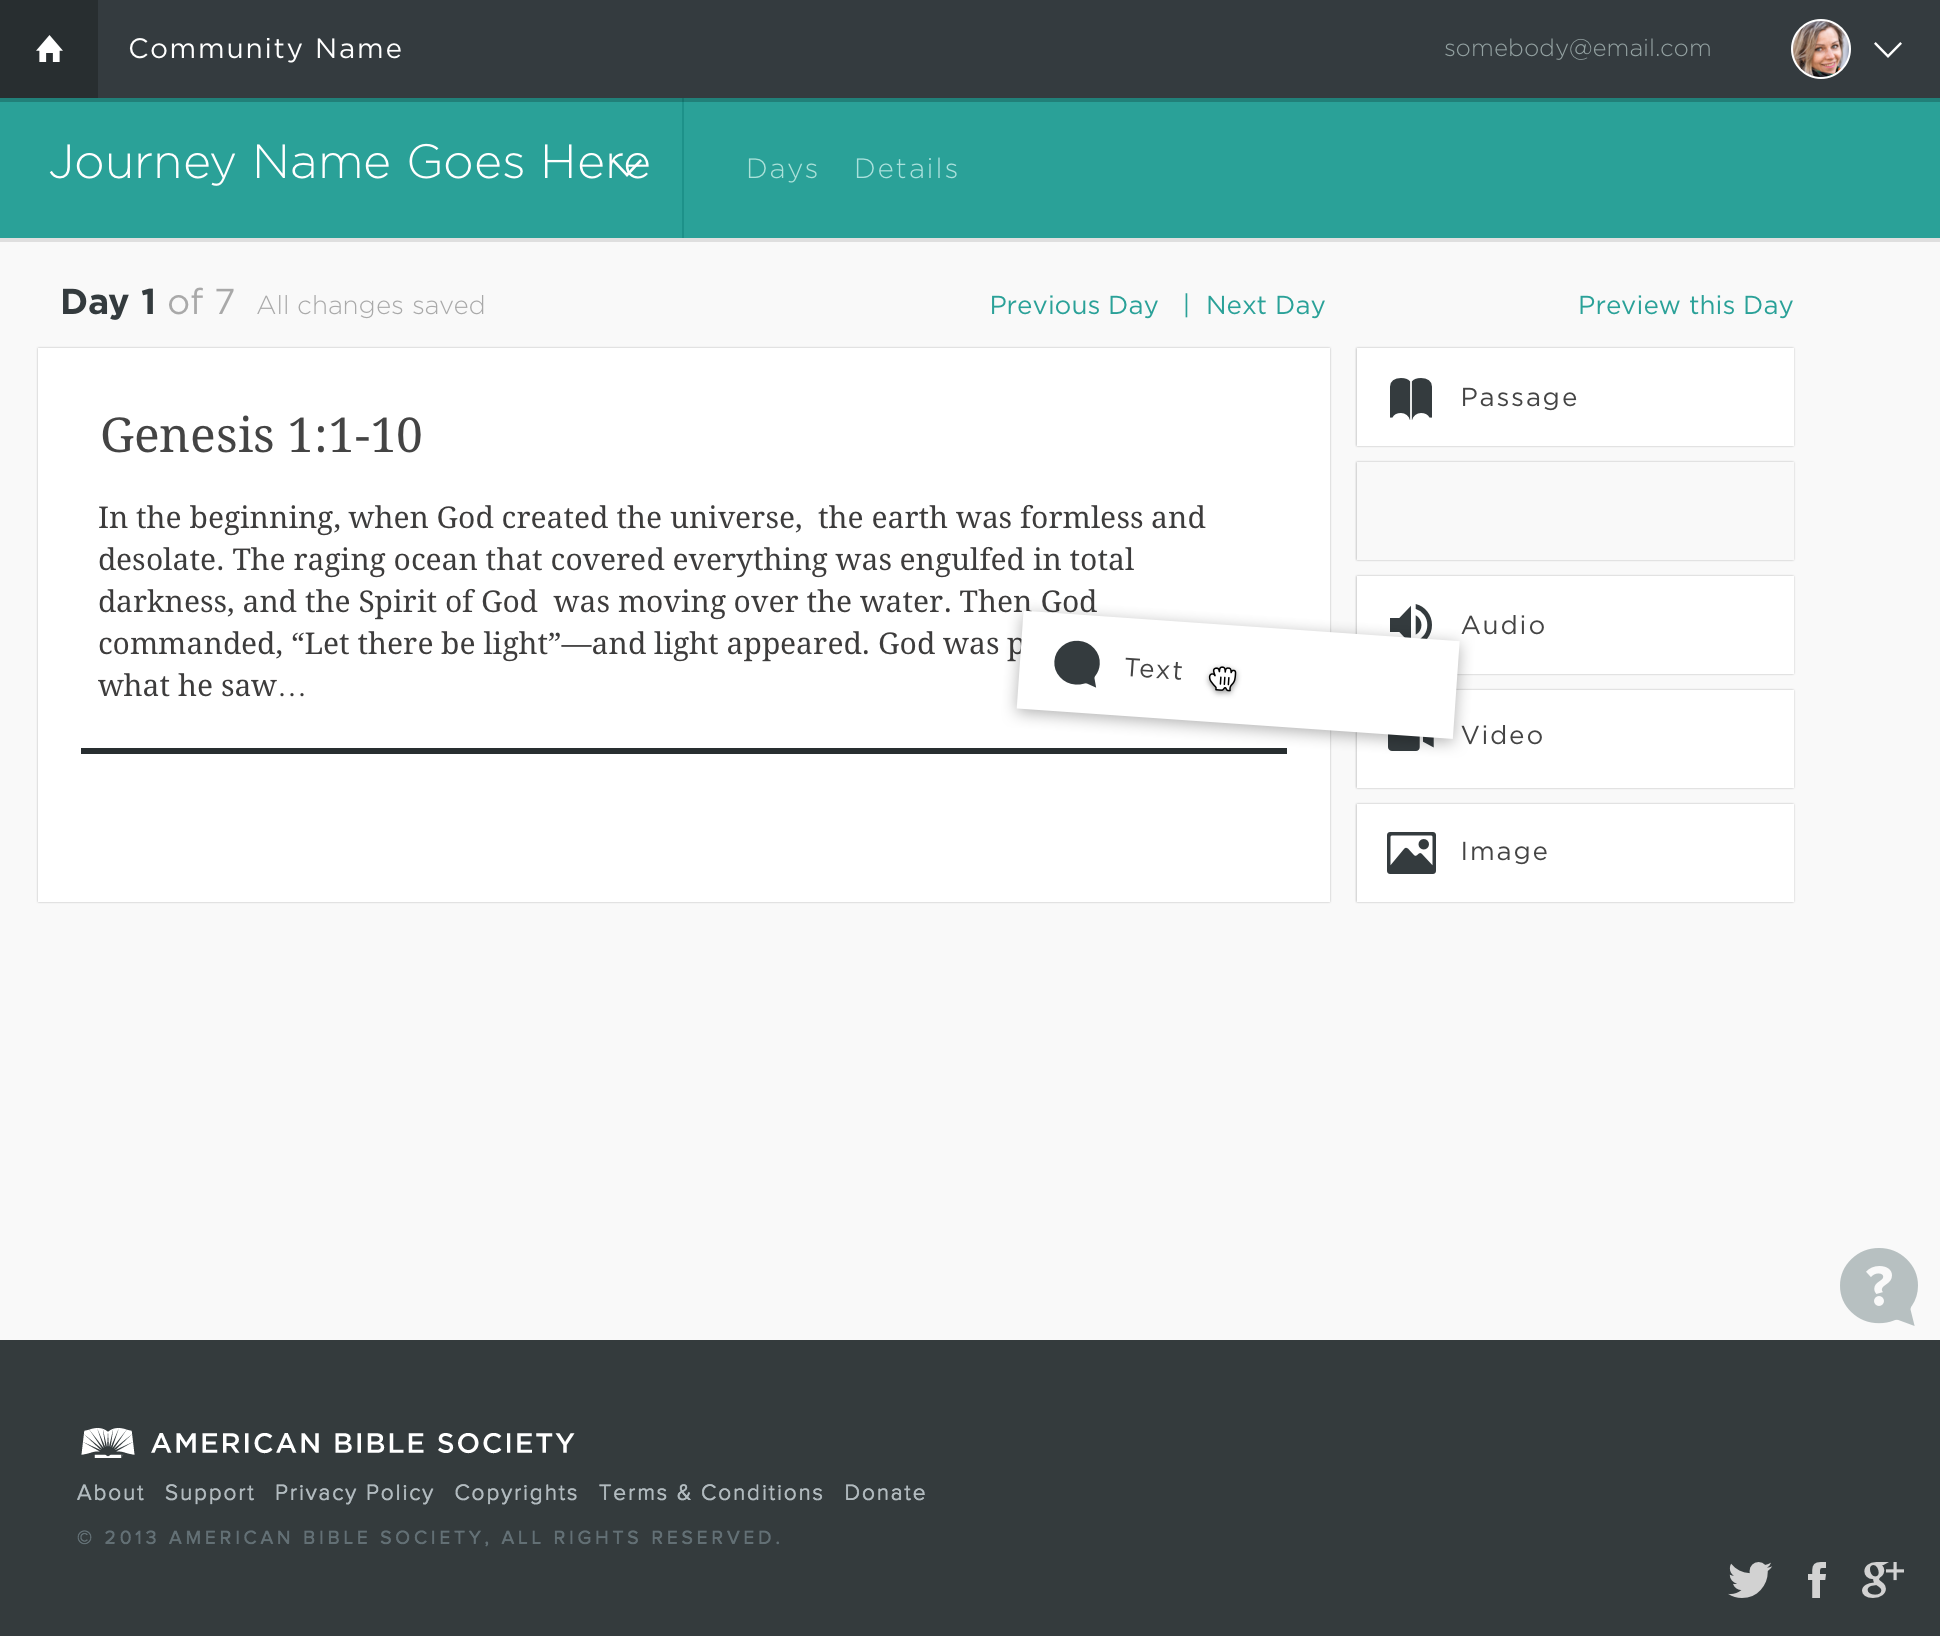 Community Name
somebody@email.com
Journey Name Goes Here
Days Details
Day 1 of 7 All changes saved
Previous Day | Next Day
Preview this Day
Genesis 1:1-10
In the beginning, when God created the universe,  the earth was formless and
desolate. The raging ocean that covered everything was engulfed in total
darkness, and the Spirit of God  was moving over the water. Then God
commanded, “Let there be light”—and light appeared. God was
what he saw…
Passage
Audio
Text
Video
Image
?
AMERICAN BIBLE SOCIETY
About Support Privacy Policy Copyrights Terms & Conditions Donate
© 2013 AMERICAN BIBLE SOCIETY, ALL RIGHTS RESERVED.
f g+